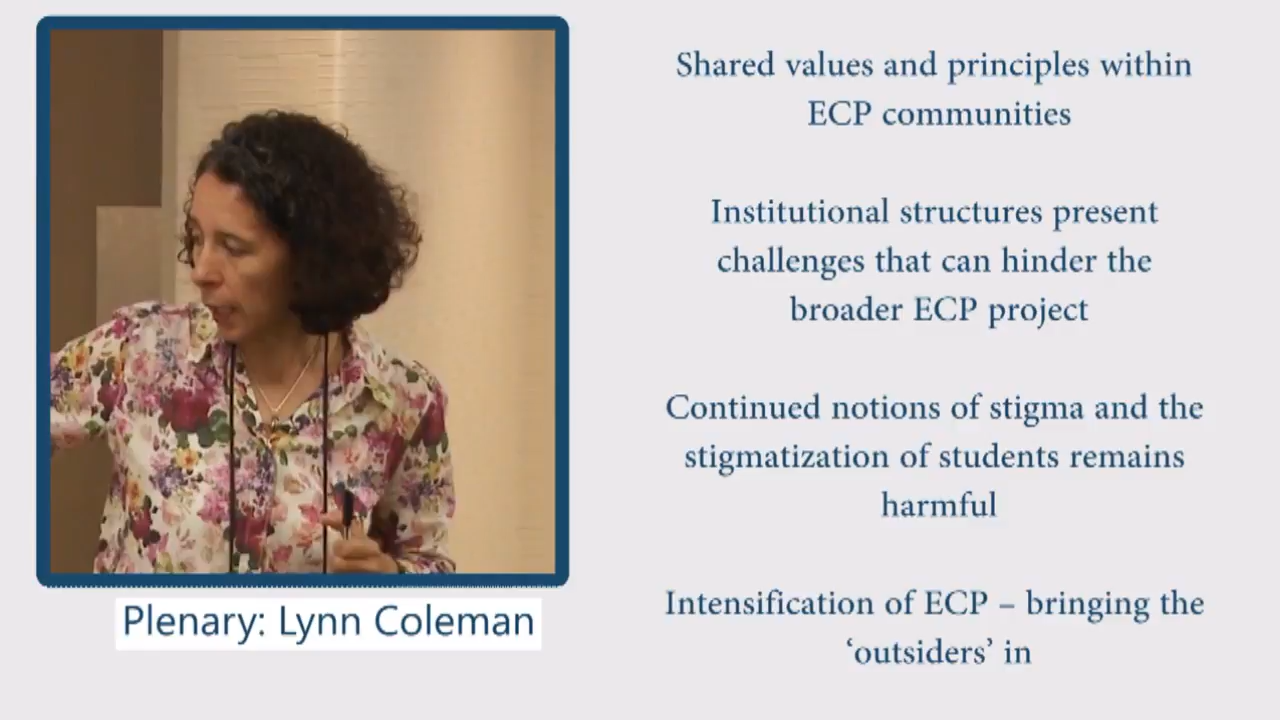 Shared values and principles within
ECP communities
Institutional structures present
challenges that can hinder the
broader ECP project
Continued notions of stigma and the
stigmatization of students remains
harmful
Intensification of ECP – bringing the
‘outsiders’ in
Plenary: Lynn Coleman